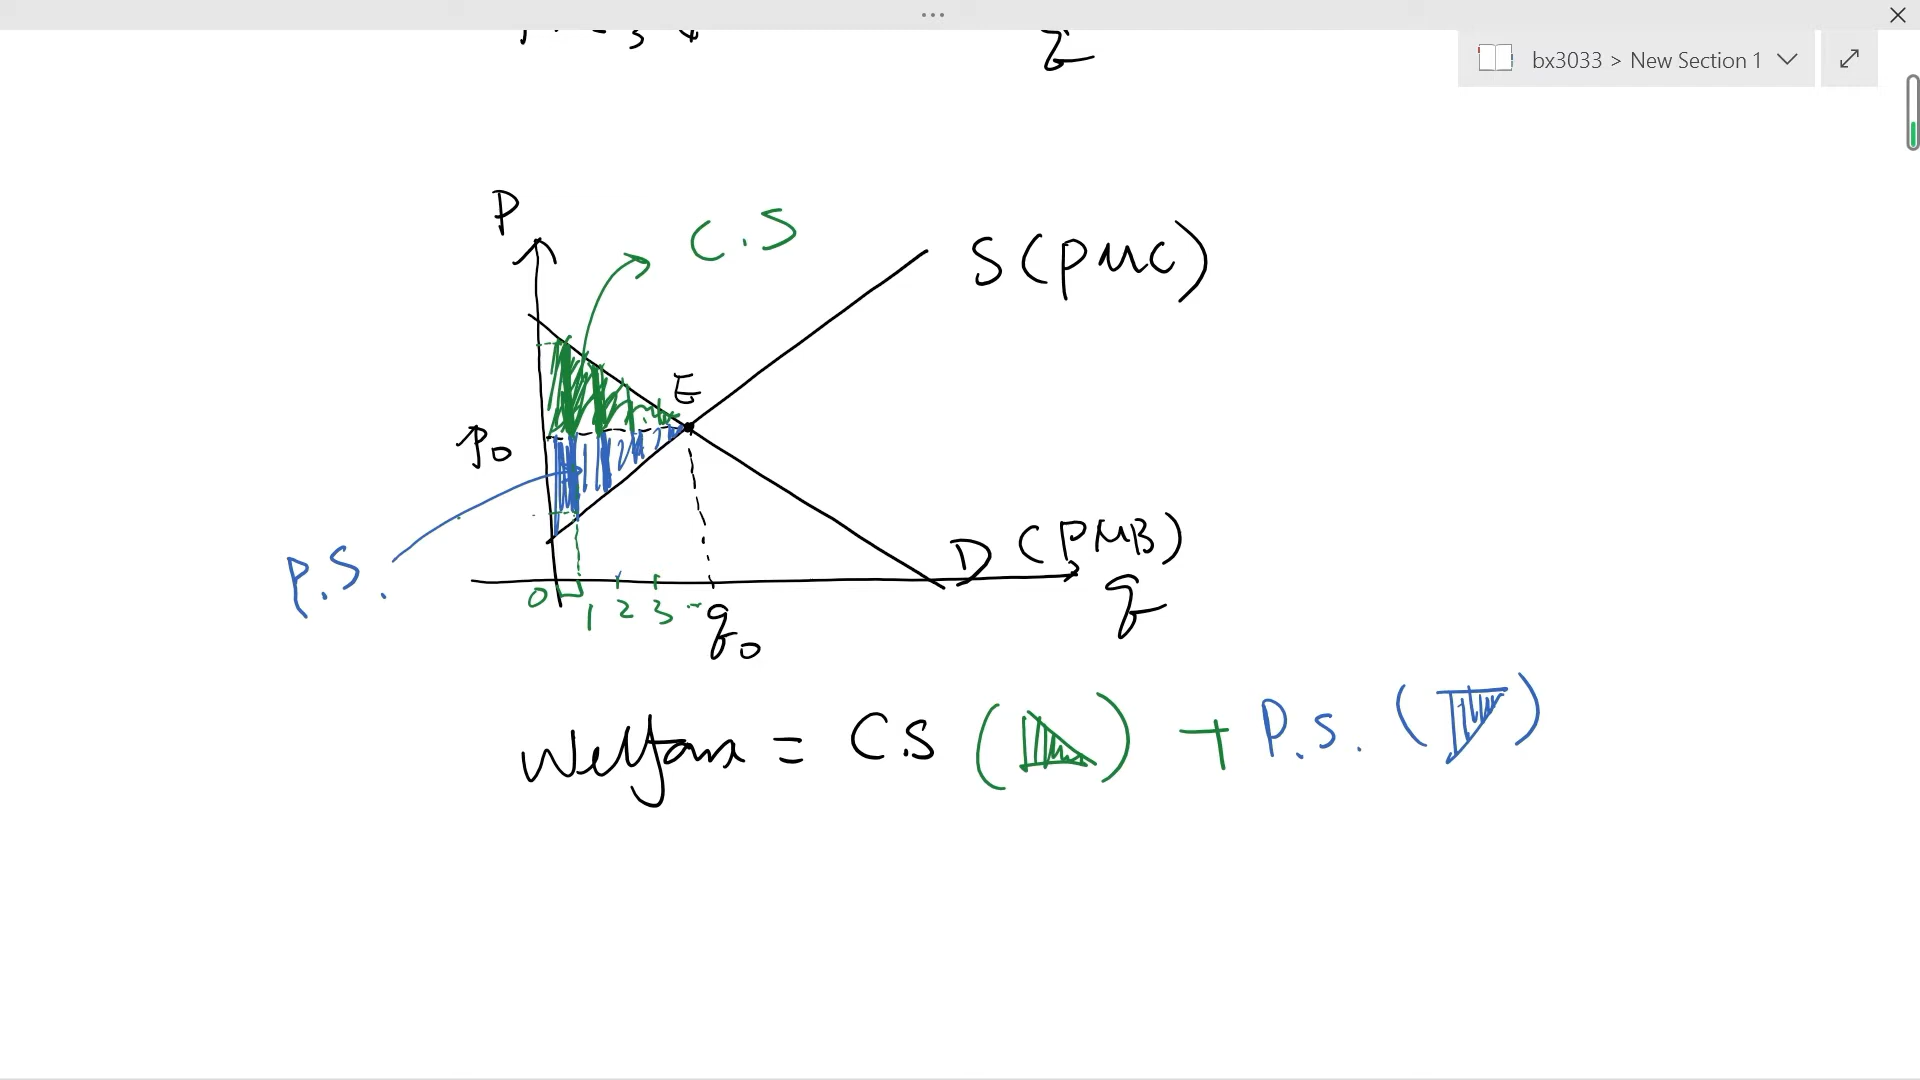 bx3033 > New Section 1
P
C.S
S (PMC)
E
P0
D (PMB)
P.S.
0 1 2 3 q0 q
Welfare = C.S ( ) + P.S. ( )